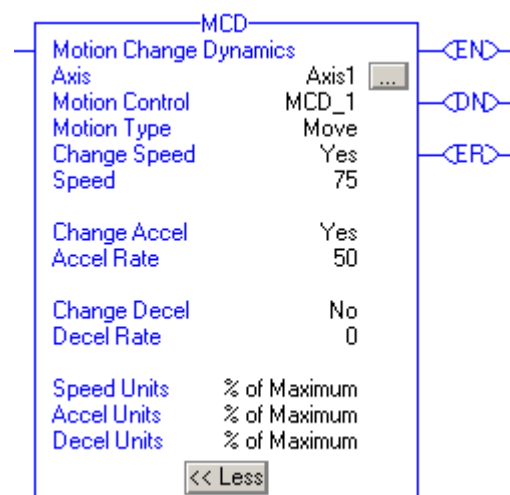 MCD
Motion Change Dynamics
Axis Axis1 ...
Motion Control MCD_1
Motion Type Move
Change Speed Yes
Speed 75
Change Accel Yes
Accel Rate 50
Change Decel No
Decel Rate 0
Speed Units % of Maximum
Accel Units % of Maximum
Decel Units % of Maximum
<< Less
EN
DN
ER